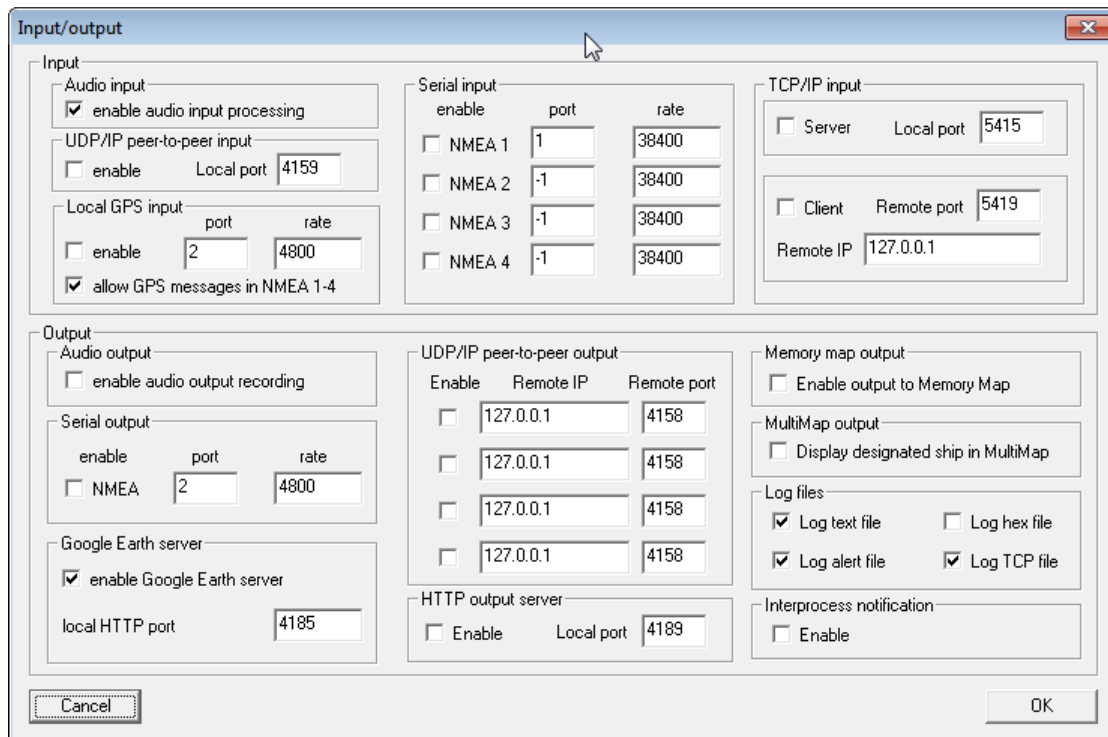 Input/output
Input
Audio input
enable audio input processing
UDP/IP peer-to-peer input
enable Local port 4159
Local GPS input
port rate
enable 2 4800
allow GPS messages in NMEA 1-4
Serial input
enable port rate
NMEA 1 1 38400
NMEA 2 -1 38400
NMEA 3 -1 38400
NMEA 4 -1 38400
TCP/IP input
Server Local port 5415
Client Remote port 5419
Remote IP 127.0.0.1
Output
Audio output
enable audio output recording
Serial output
enable port rate
NMEA 2 4800
Google Earth server
enable Google Earth server
local HTTP port 4185
UDP/IP peer-to-peer output
Enable Remote IP Remote port
127.0.0.1 4158
127.0.0.1 4158
127.0.0.1 4158
127.0.0.1 4158
HTTP output server
Enable Local port 4189
Memory map output
Enable output to Memory Map
MultiMap output
Display designated ship in MultiMap
Log files
Log text file Log hex file
Log alert file Log TCP file
Interprocess notification
Enable
Cancel OK